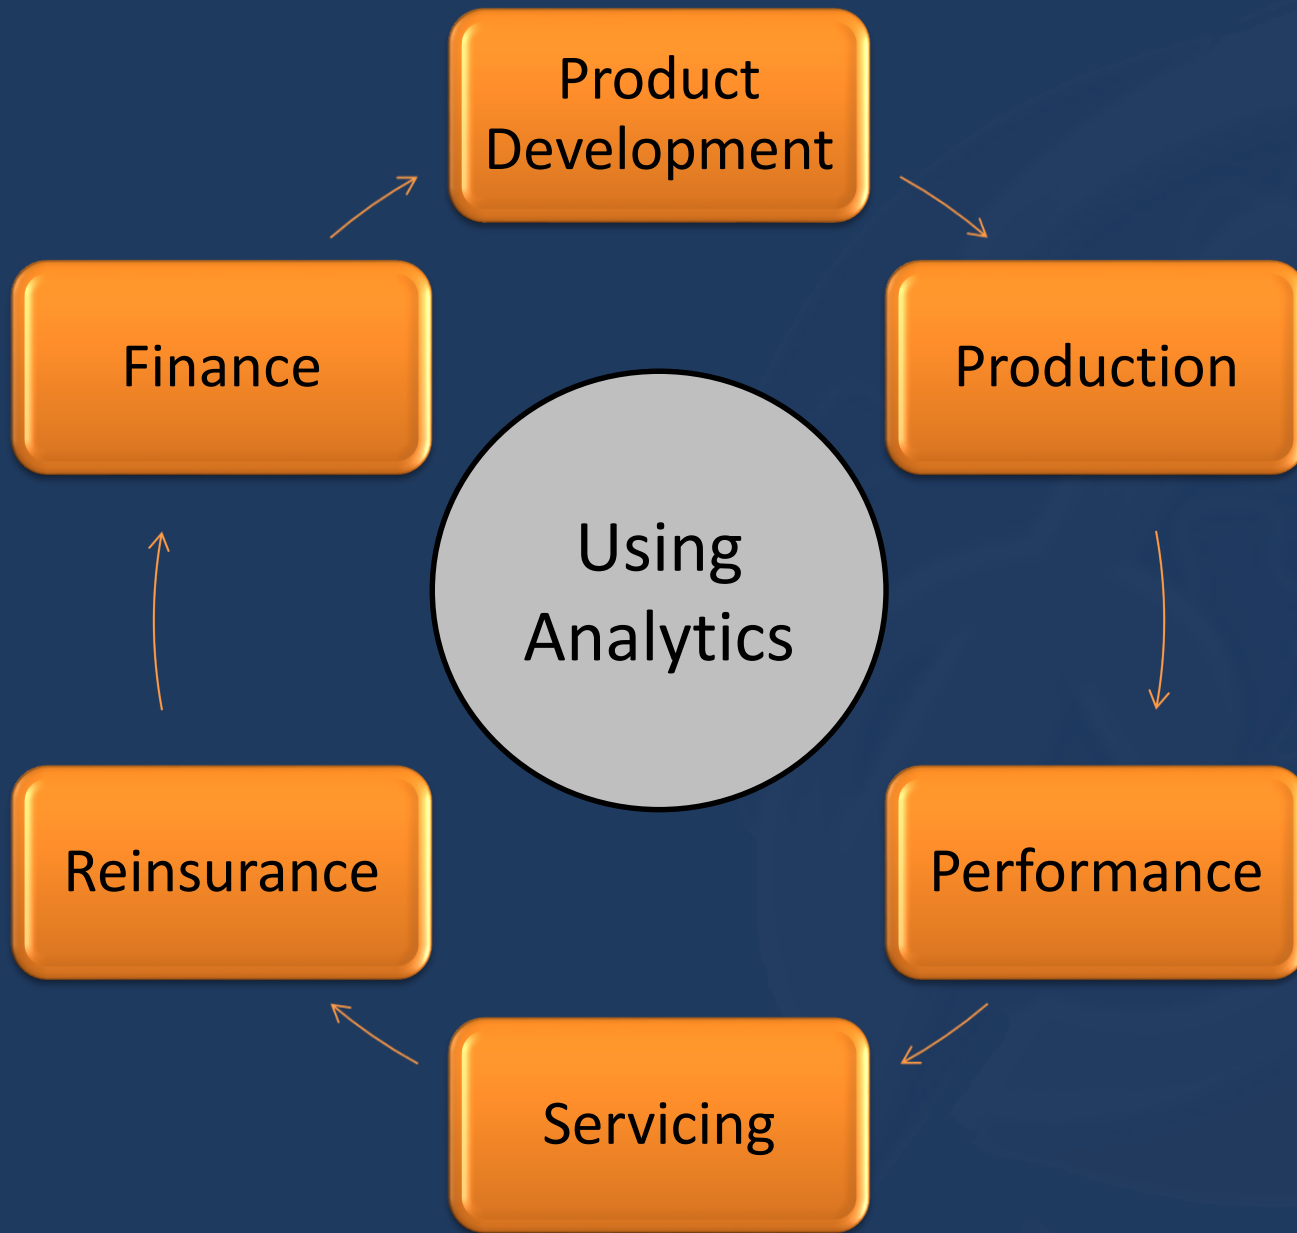 Product
Development
Finance
Production
Using
Analytics
Reinsurance
Performance
Servicing